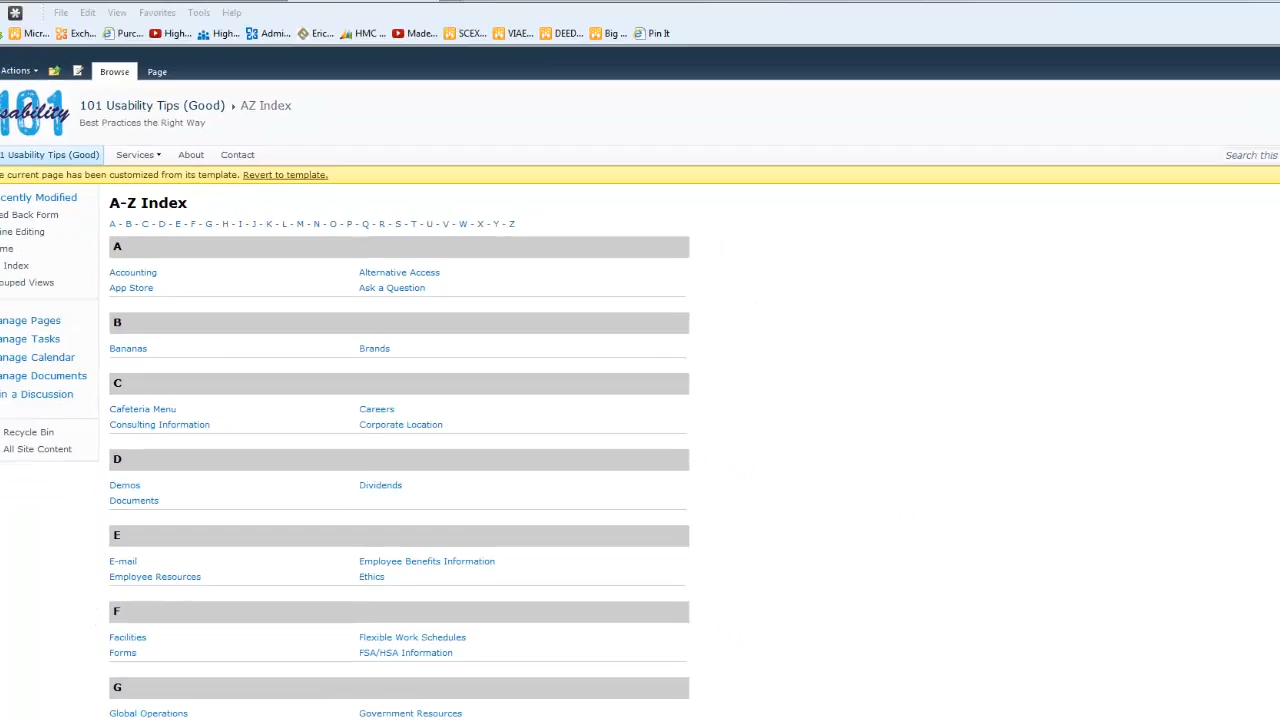 File Edit View Favorites Tools Help
Micr... Exch... Purc... High... High... Admi... Eric... HMC ... Made... SCEX... VIAE... DEED... Big ... Pin It
Actions Browse Page
101
sability
101 Usability Tips (Good) AZ Index
Best Practices the Right Way
1 Usability Tips (Good) Services About Contact Search this
e current page has been customized from its template. Revert to template.
cently Modified
ed Back Form
ine Editing
me
Index
ouped Views
anage Pages
anage Tasks
anage Calendar
anage Documents
in a Discussion
Recycle Bin
All Site Content
A-Z Index
A - B - C - D - E - F - G - H - I - J - K - L - M - N - O - P - Q - R - S - T - U - V - W - X - Y - Z
A
Accounting Alternative Access
App Store Ask a Question
B
Bananas Brands
C
Cafeteria Menu Careers
Consulting Information Corporate Location
D
Demos Dividends
Documents
E
E-mail Employee Benefits Information
Employee Resources Ethics
F
Facilities Flexible Work Schedules
Forms FSA/HSA Information
G
Global Operations Government Resources